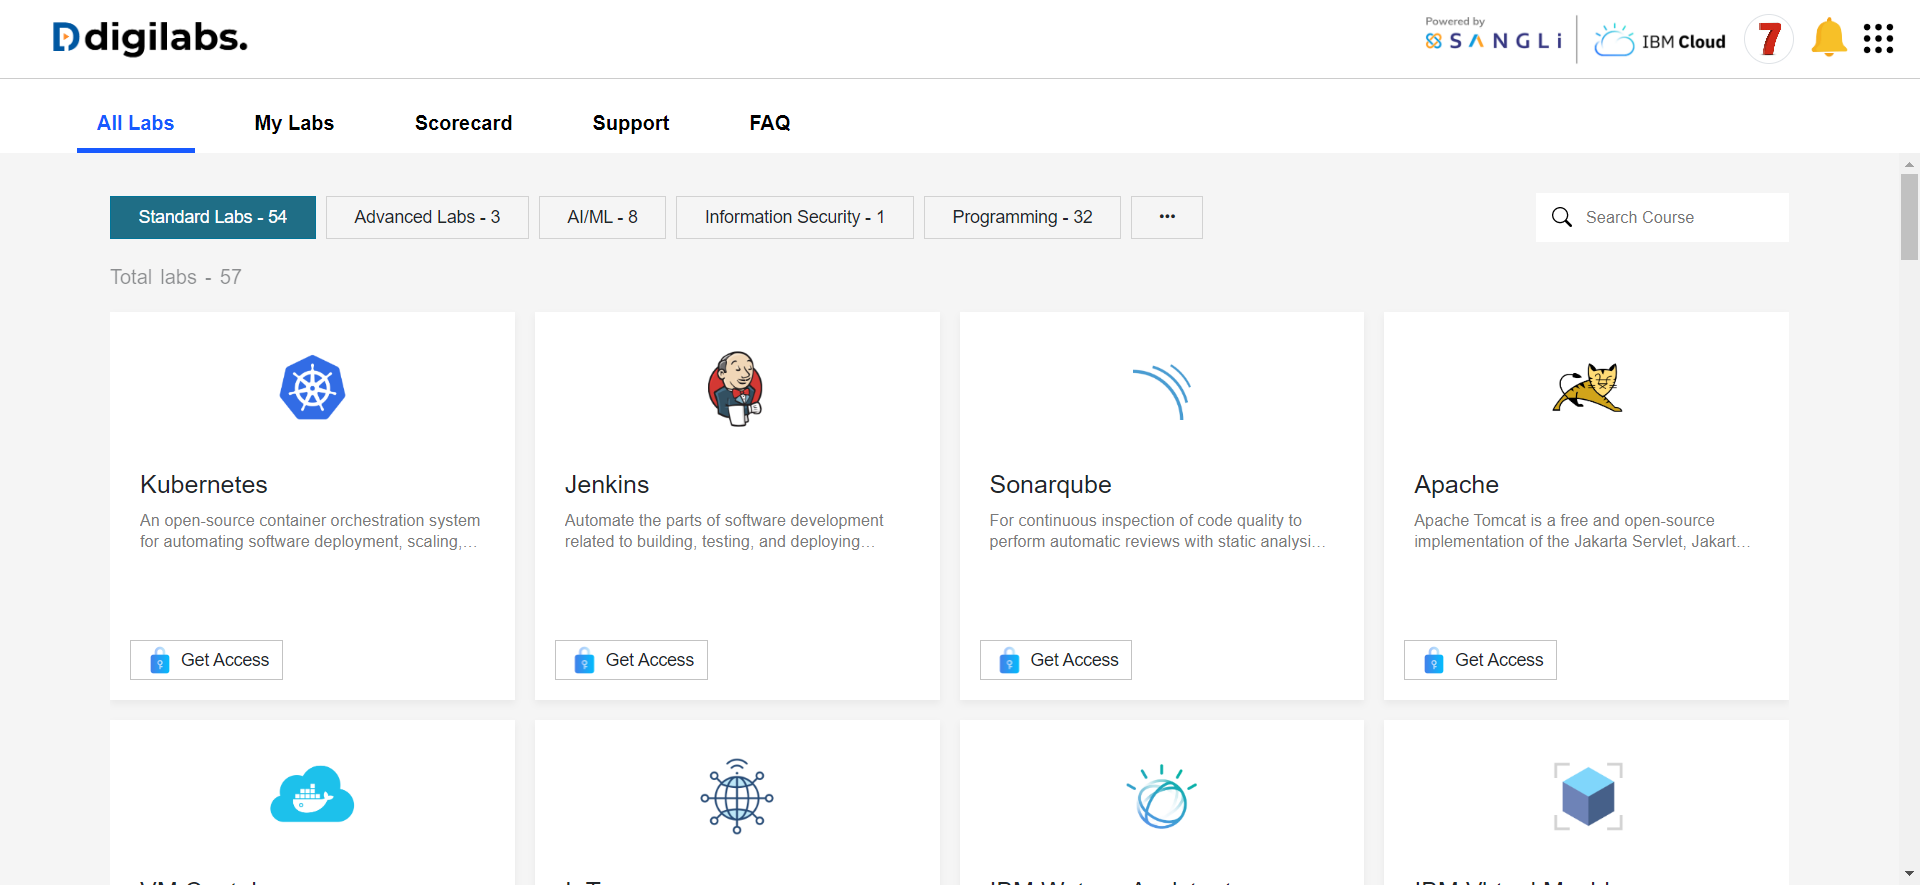 digilabs.
Powered by
SANGLi
IBM Cloud
7
All Labs
My Labs
Scorecard
Support
FAQ
Standard Labs - 54
Advanced Labs - 3
AI/ML - 8
Information Security - 1
Programming - 32
...
Search Course
Total labs - 57
Kubernetes
An open-source container orchestration system
for automating software deployment, scaling,...
Get Access
Jenkins
Automate the parts of software development
related to building, testing, and deploying...
Get Access
Sonarqube
For continuous inspection of code quality to
perform automatic reviews with static analysi...
Get Access
Apache
Apache Tomcat is a free and open-source
implementation of the Jakarta Servlet, Jakart...
Get Access